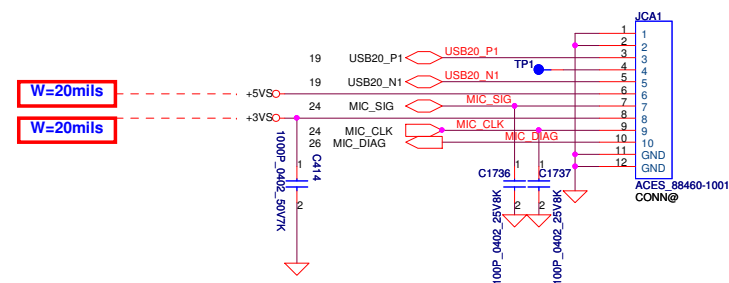 JCA1
1 1
2 2
19 USB20_P1 USB20_P1 3 3
TP1 4 4
19 USB20_N1 USB20_N1 5 5
W=20mils +5VS 6 6
24 MIC_SIG MIC_SIG 7 7
W=20mils +3VS 8 8
24 MIC_CLK MIC_CLK 9 9
26 MIC_DIAG MIC_DIAG 10 10
11 GND
12 GND
1000P_0402_50V7K
C414
1
2
C1736
1
2
100P_0402_25V8K
C1737
1
2
100P_0402_25V8K
ACES_88460-1001
CONN@